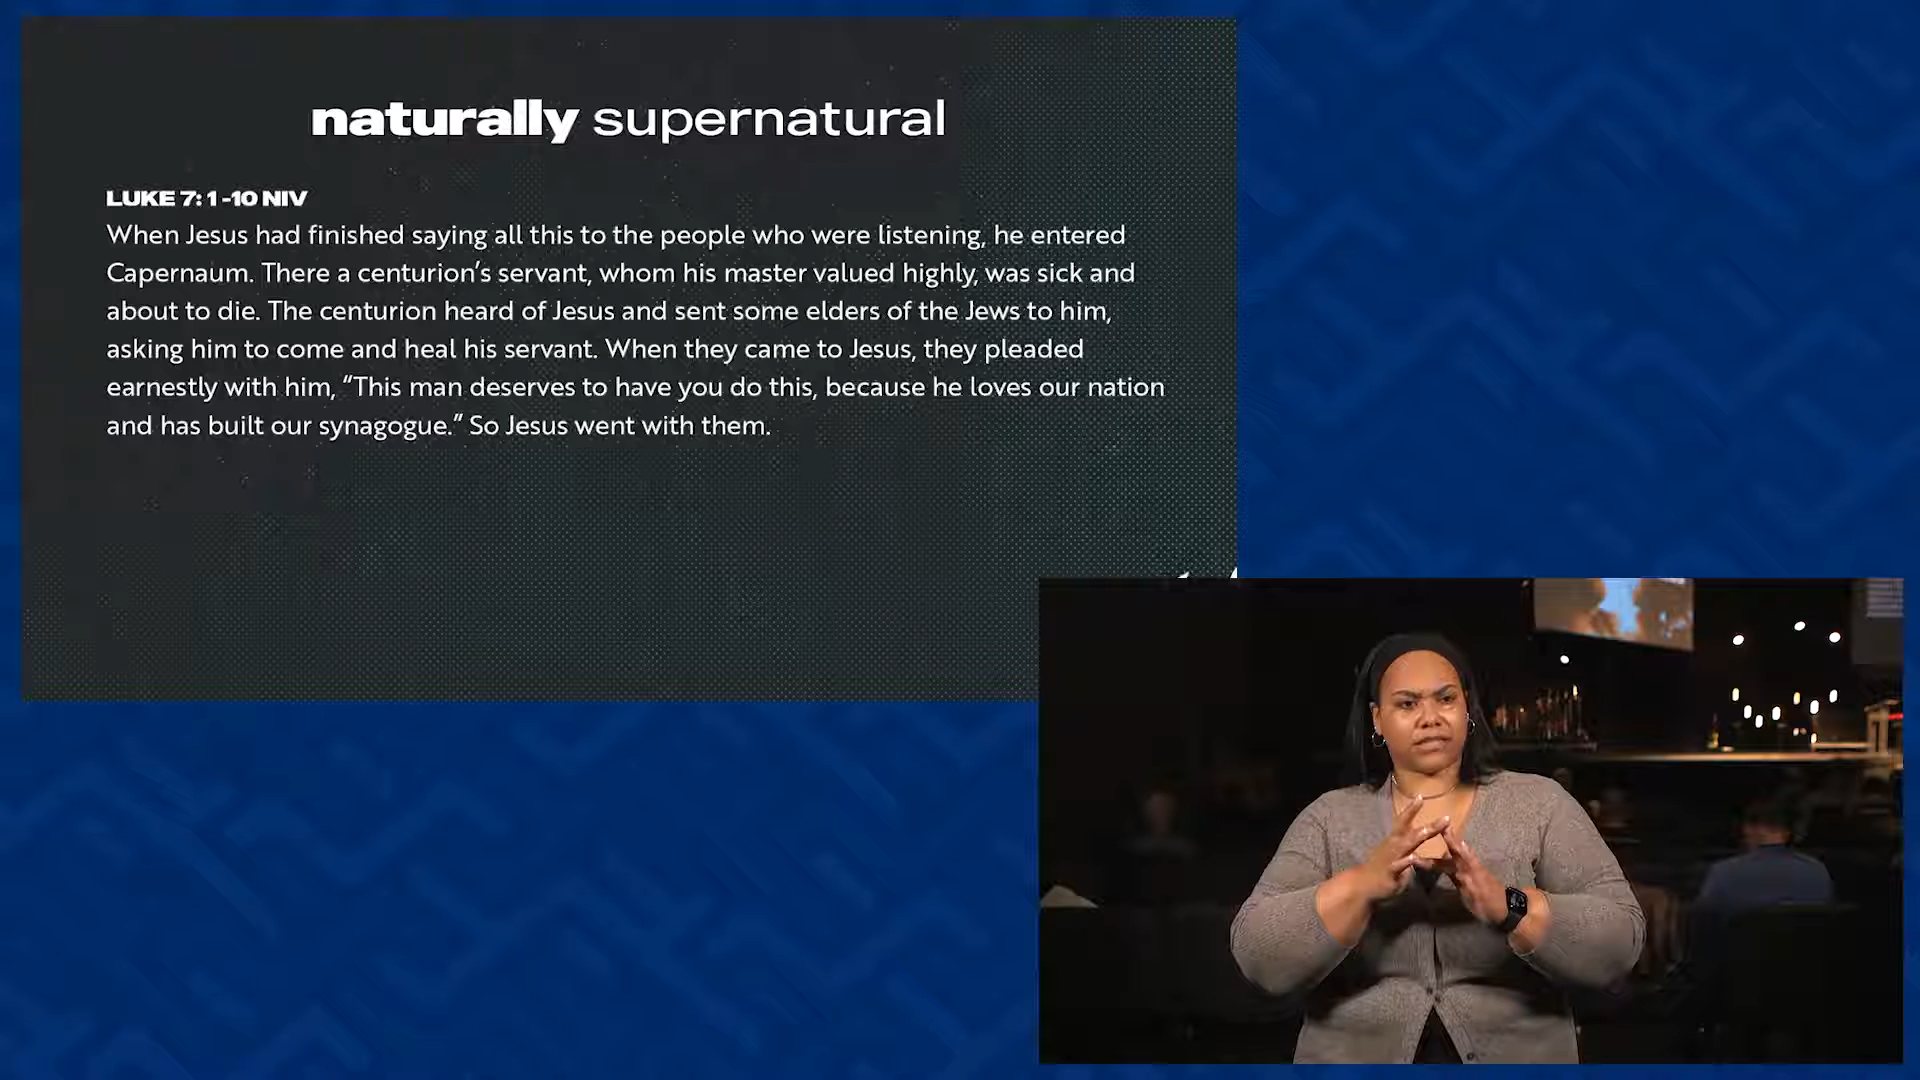 naturally supernatural
LUKE 7: 1-10 NIV
When Jesus had finished saying all this to the people who were listening, he entered
Capernaum. There a centurion’s servant, whom his master valued highly, was sick and
about to die. The centurion heard of Jesus and sent some elders of the Jews to him,
asking him to come and heal his servant. When they came to Jesus, they pleaded
earnestly with him, “This man deserves to have you do this, because he loves our nation
and has built our synagogue.” So Jesus went with them.